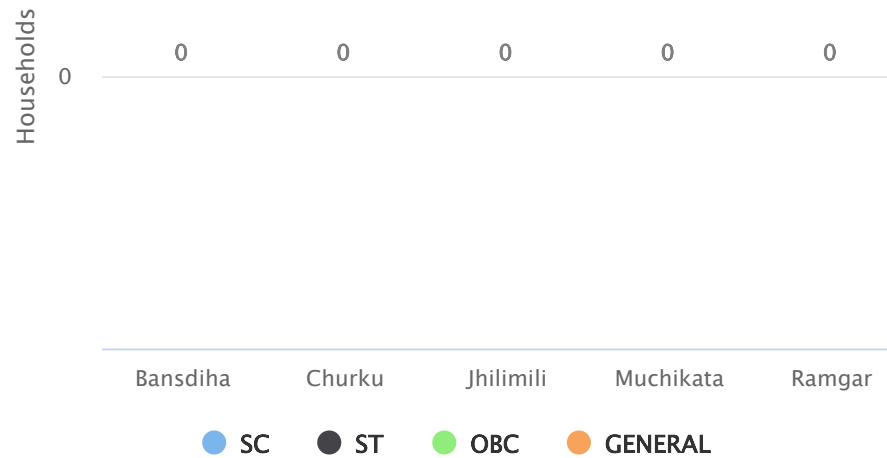 Households
0 0 0 0 0
0
Bansdiha Churku Jhilimili Muchikata Ramgar
SC ST OBC GENERAL